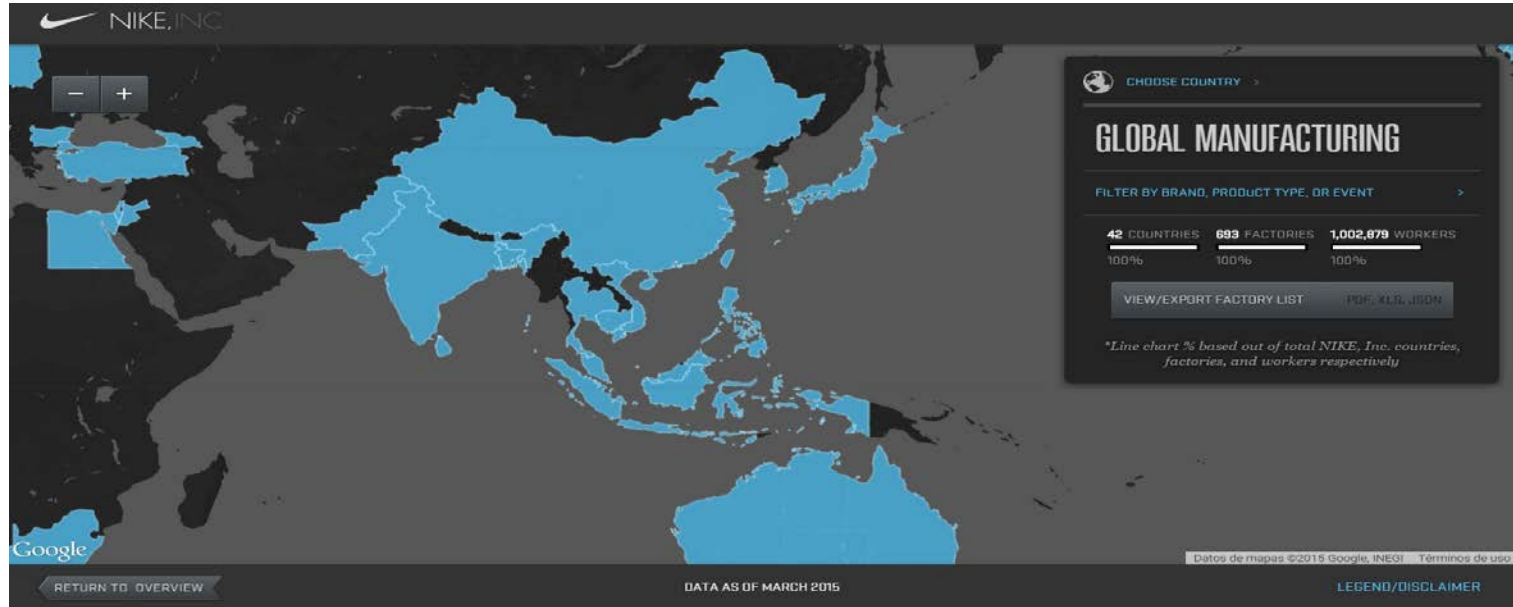 NIKE, INC
− +
CHOOSE COUNTRY >
GLOBAL MANUFACTURING
FILTER BY BRAND, PRODUCT TYPE, OR EVENT >
42 COUNTRIES 693 FACTORIES 1,002,879 WORKERS
100% 100% 100%
VIEW/EXPORT FACTORY LIST PDF, XLS, JSON
*Line chart % based out of total NIKE, Inc. countries,
factories, and workers respectively
Google
Datos de mapas ©2015 Google, INEGI Términos de uso
RETURN TO OVERVIEW DATA AS OF MARCH 2015 LEGEND/DISCLAIMER